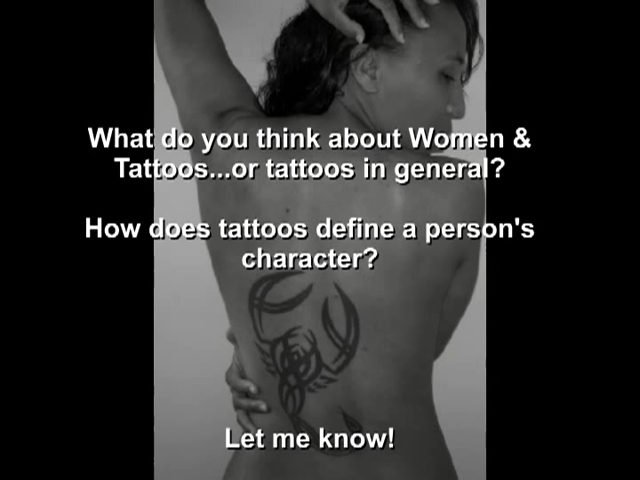 What do you think about Women &
Tattoos...or tattoos in general?
How does tattoos define a person's
character?
Let me know!